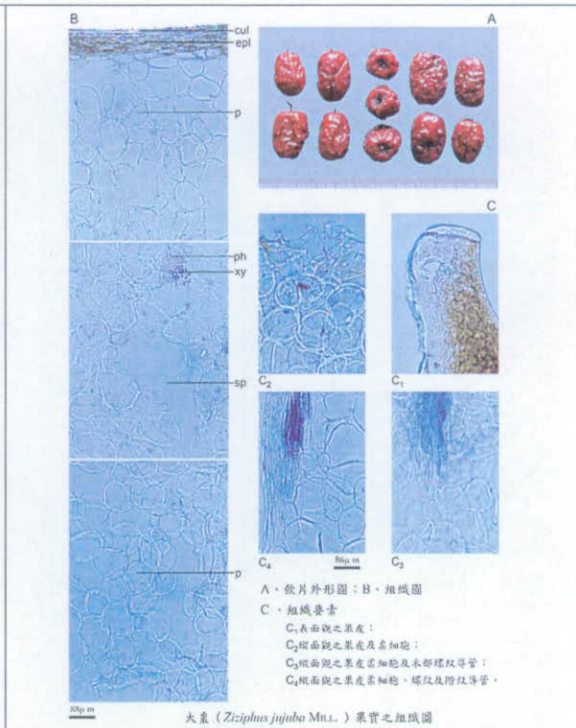 B
cul
epl
p
ph
xy
sp
p
A
C
C2
C1
C4
C3
86μ m
A、飲片外形圖；B、組織圖
C、組織要素
C1表面觀之果皮；
C2縱面觀之果皮及柔細胞；
C3縱面觀之果皮柔細胞及木部螺紋導管；
C4縱面觀之果皮柔細胞、螺紋及階紋導管。
大棗（Ziziphus jujuba MILL.）果實之組織圖